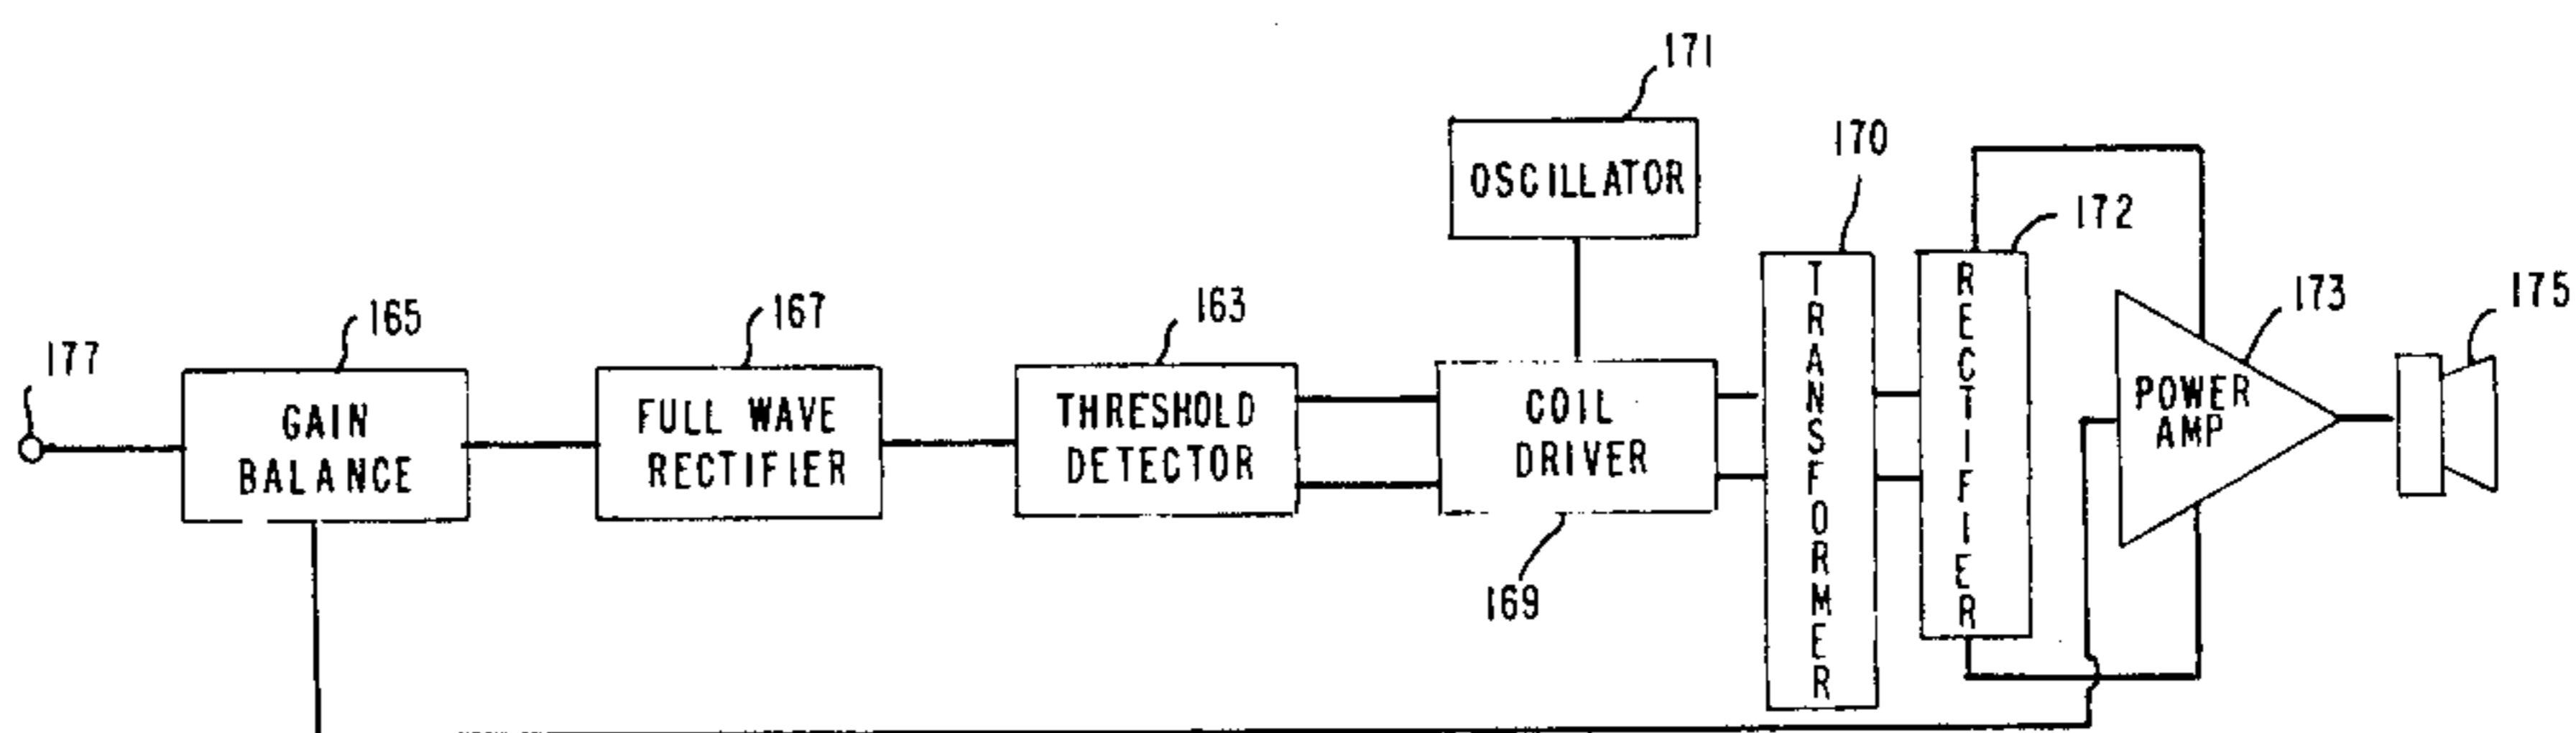 171
OSCILLATOR
170
172
173
175
177
165
GAIN
BALANCE
167
FULL WAVE
RECTIFIER
163
THRESHOLD
DETECTOR
COIL
DRIVER
169
TRANSFORMER
RECTIFIER
POWER
AMP